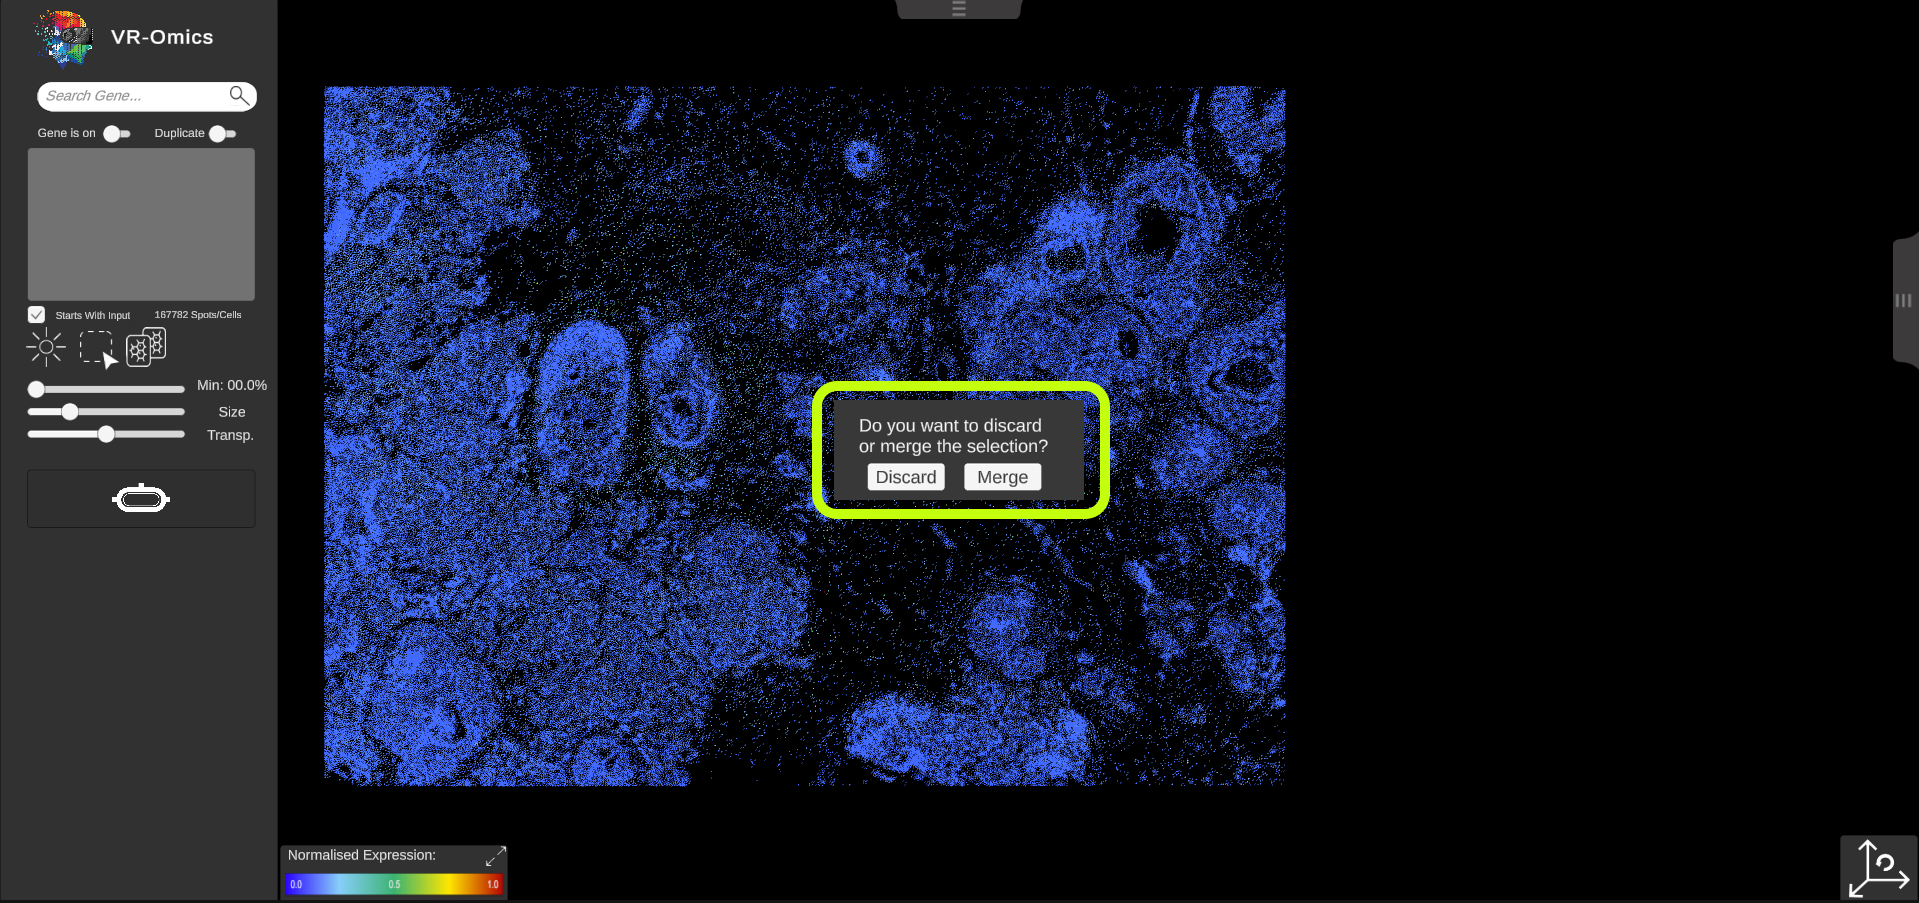 VR-Omics
Search Gene...
Gene is on
Duplicate
Starts With Input
167782 Spots/Cells
Min: 00.0%
Size
Transp.
Do you want to discard
or merge the selection?
Discard
Merge
Normalised Expression:
0.0
0.5
1.0